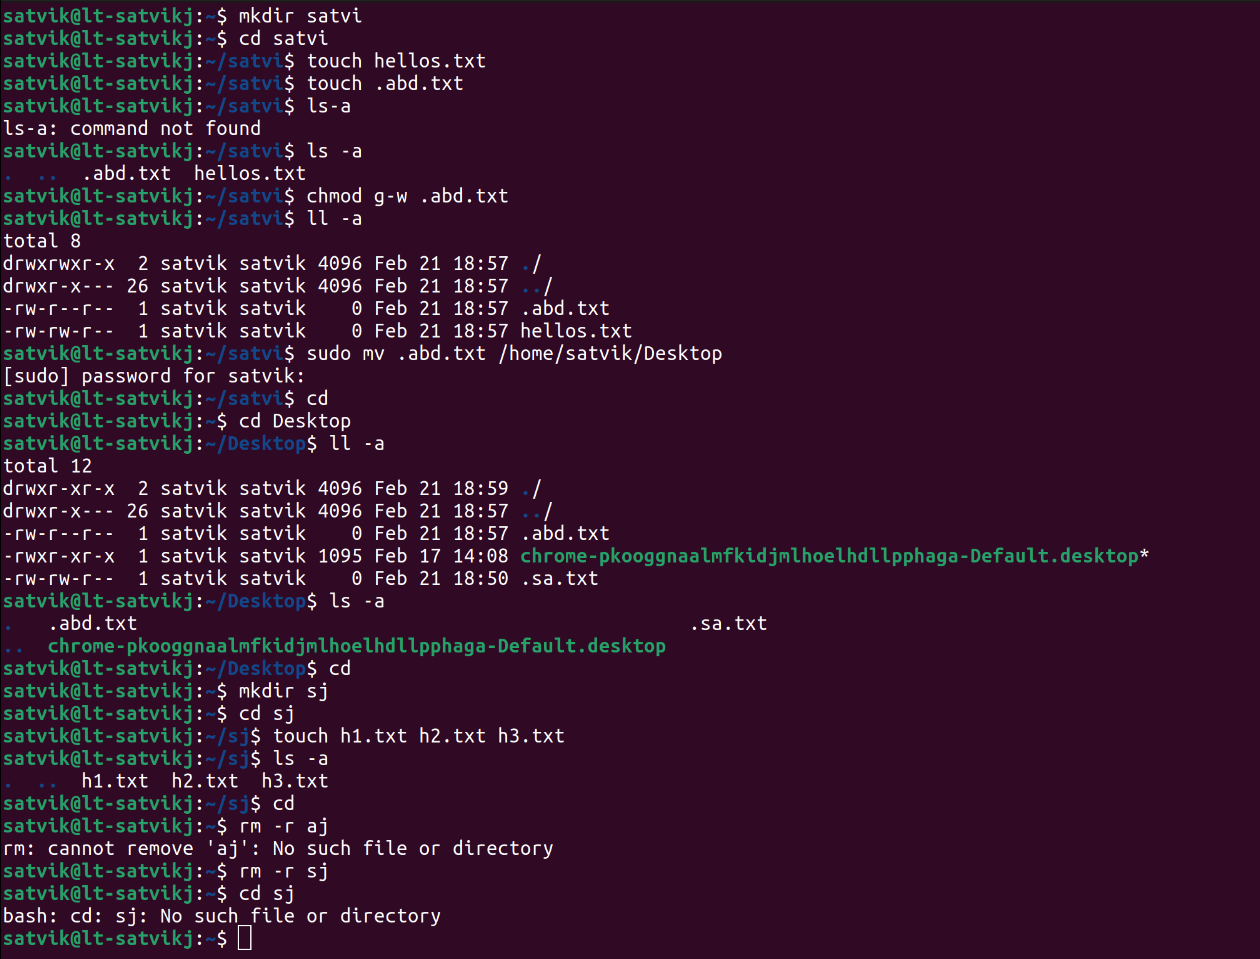 satvik@lt-satvikj:~$ mkdir satvi
satvik@lt-satvikj:~$ cd satvi
satvik@lt-satvikj:~/satvi$ touch hellos.txt
satvik@lt-satvikj:~/satvi$ touch .abd.txt
satvik@lt-satvikj:~/satvi$ ls-a
ls-a: command not found
satvik@lt-satvikj:~/satvi$ ls -a
.  ..  .abd.txt  hellos.txt
satvik@lt-satvikj:~/satvi$ chmod g-w .abd.txt
satvik@lt-satvikj:~/satvi$ ll -a
total 8
drwxrwxr-x  2 satvik satvik 4096 Feb 21 18:57 ./
drwxr-x--- 26 satvik satvik 4096 Feb 21 18:57 ../
-rw-r--r--  1 satvik satvik    0 Feb 21 18:57 .abd.txt
-rw-rw-r--  1 satvik satvik    0 Feb 21 18:57 hellos.txt
satvik@lt-satvikj:~/satvi$ sudo mv .abd.txt /home/satvik/Desktop
[sudo] password for satvik:
satvik@lt-satvikj:~/satvi$ cd
satvik@lt-satvikj:~$ cd Desktop
satvik@lt-satvikj:~/Desktop$ ll -a
total 12
drwxr-xr-x  2 satvik satvik 4096 Feb 21 18:59 ./
drwxr-x--- 26 satvik satvik 4096 Feb 21 18:57 ../
-rw-r--r--  1 satvik satvik    0 Feb 21 18:57 .abd.txt
-rwxr-xr-x  1 satvik satvik 1095 Feb 17 14:08 chrome-pkooggnaalmfkidjmlhoelhdllpphaga-Default.desktop*
-rw-rw-r--  1 satvik satvik    0 Feb 21 18:50 .sa.txt
satvik@lt-satvikj:~/Desktop$ ls -a
.   .abd.txt                                                 .sa.txt
..  chrome-pkooggnaalmfkidjmlhoelhdllpphaga-Default.desktop
satvik@lt-satvikj:~/Desktop$ cd
satvik@lt-satvikj:~$ mkdir sj
satvik@lt-satvikj:~$ cd sj
satvik@lt-satvikj:~/sj$ touch h1.txt h2.txt h3.txt
satvik@lt-satvikj:~/sj$ ls -a
.  ..  h1.txt  h2.txt  h3.txt
satvik@lt-satvikj:~/sj$ cd
satvik@lt-satvikj:~$ rm -r aj
rm: cannot remove 'aj': No such file or directory
satvik@lt-satvikj:~$ rm -r sj
satvik@lt-satvikj:~$ cd sj
bash: cd: sj: No such file or directory
satvik@lt-satvikj:~$